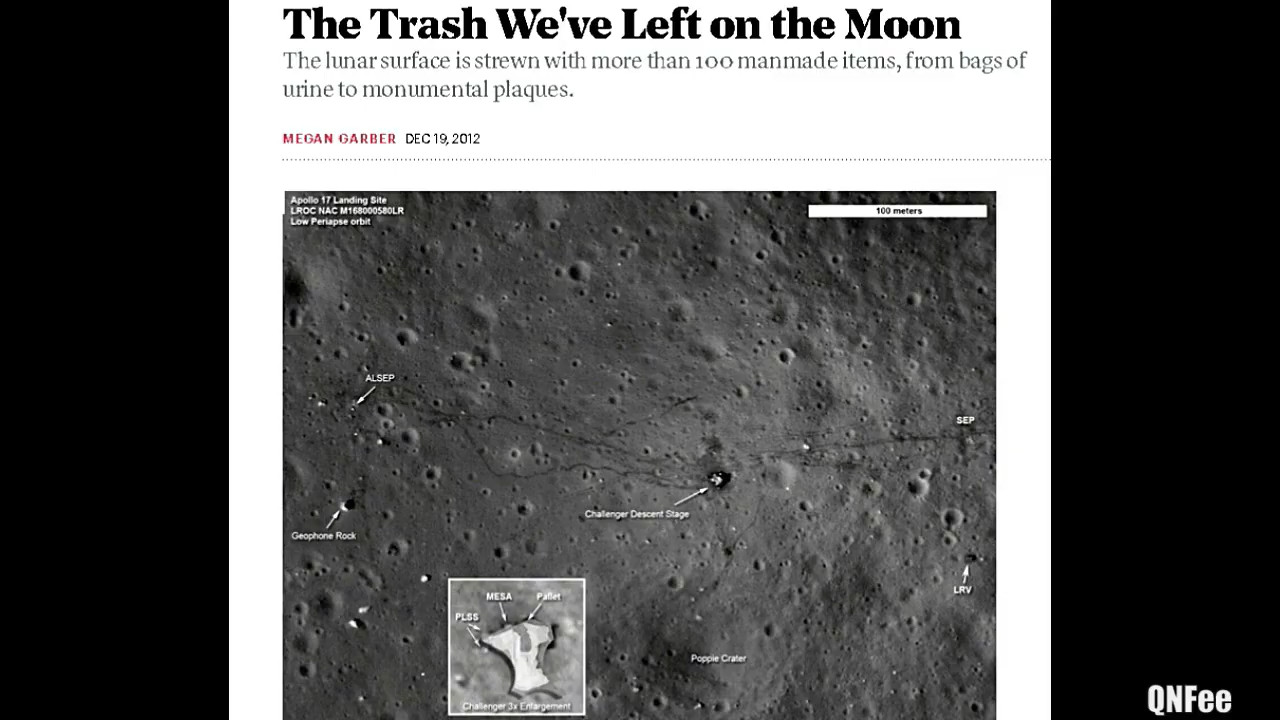 The Trash We've Left on the Moon
The lunar surface is strewn with more than 100 manmade items, from bags of
urine to monumental plaques.
MEGAN GARBER DEC 19, 2012
Apollo 17 Landing Site
LROC NAC M168000580LR
Low Periapse orbit
100 meters
ALSEP
SEP
Challenger Descent Stage
Geophone Rock
LRV
MESA
Pallet
PLSS
Poppie Crater
Challenger 3x Enlargement
QNFee